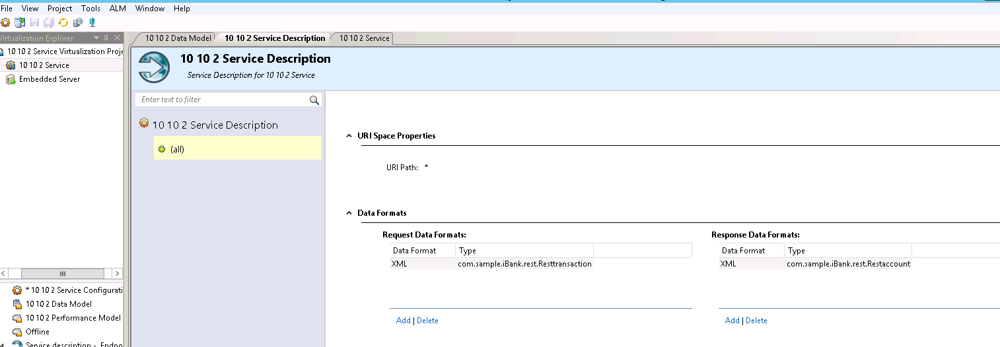 File View Project Tools ALM Window Help
Virtualization Explorer
10 10 2 Service Virtualization Proje
10 10 2 Service
Embedded Server
10 10 2 Data Model 10 10 2 Service Description 10 10 2 Service
10 10 2 Service Description
Service Description for 10 10 2 Service
Enter text to filter
10 10 2 Service Description
(all)
URI Space Properties
URI Path: *
Data Formats
Request Data Formats:
Data Format Type
XML com.sample.iBank.rest.Resttransaction
Add | Delete
Response Data Formats:
Data Format Type
XML com.sample.iBank.rest.Restaccount
Add | Delete
* 10 10 2 Service Configurati
10 10 2 Data Model
10 10 2 Performance Model
Offline
Service description - Endpo